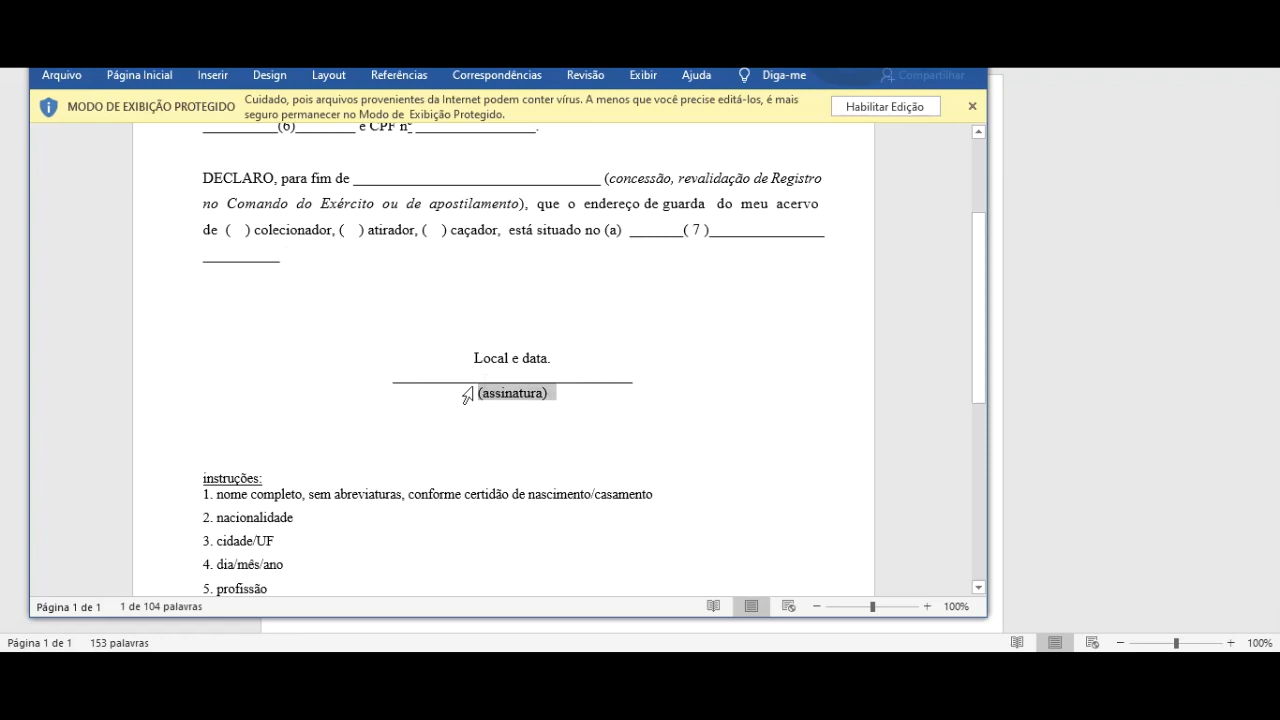 Arquivo Página Inicial Inserir Design Layout Referências Correspondências Revisão Exibir Ajuda Diga-me Compartilhar
MODO DE EXIBIÇÃO PROTEGIDO Cuidado, pois arquivos provenientes da Internet podem conter vírus. A menos que você precise editá-los, é mais
seguro permanecer no Modo de Exibição Protegido.
Habilitar Edição
__________(6)________ e CPF nº ________________.
DECLARO, para fim de _________________________________ (concessão, revalidação de Registro
no Comando do Exército ou de apostilamento), que o endereço de guarda do meu acervo
de ( ) colecionador, ( ) atirador, ( ) caçador, está situado no (a) _______( 7 )_______________
__________
Local e data.
________________________________
(assinatura)
instruções:
1. nome completo, sem abreviaturas, conforme certidão de nascimento/casamento
2. nacionalidade
3. cidade/UF
4. dia/mês/ano
5. profissão
Página 1 de 1 1 de 104 palavras 100%
Página 1 de 1 153 palavras 100%